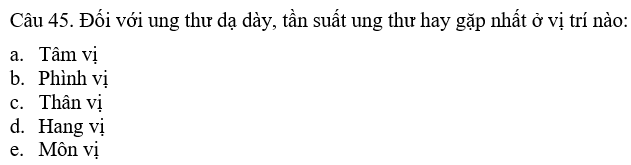 Câu 45. Đối với ung thư dạ dày, tần suất ung thư hay gặp nhất ở vị trí nào:
a. Tâm vị
b. Phình vị
c. Thân vị
d. Hang vị
e. Môn vị